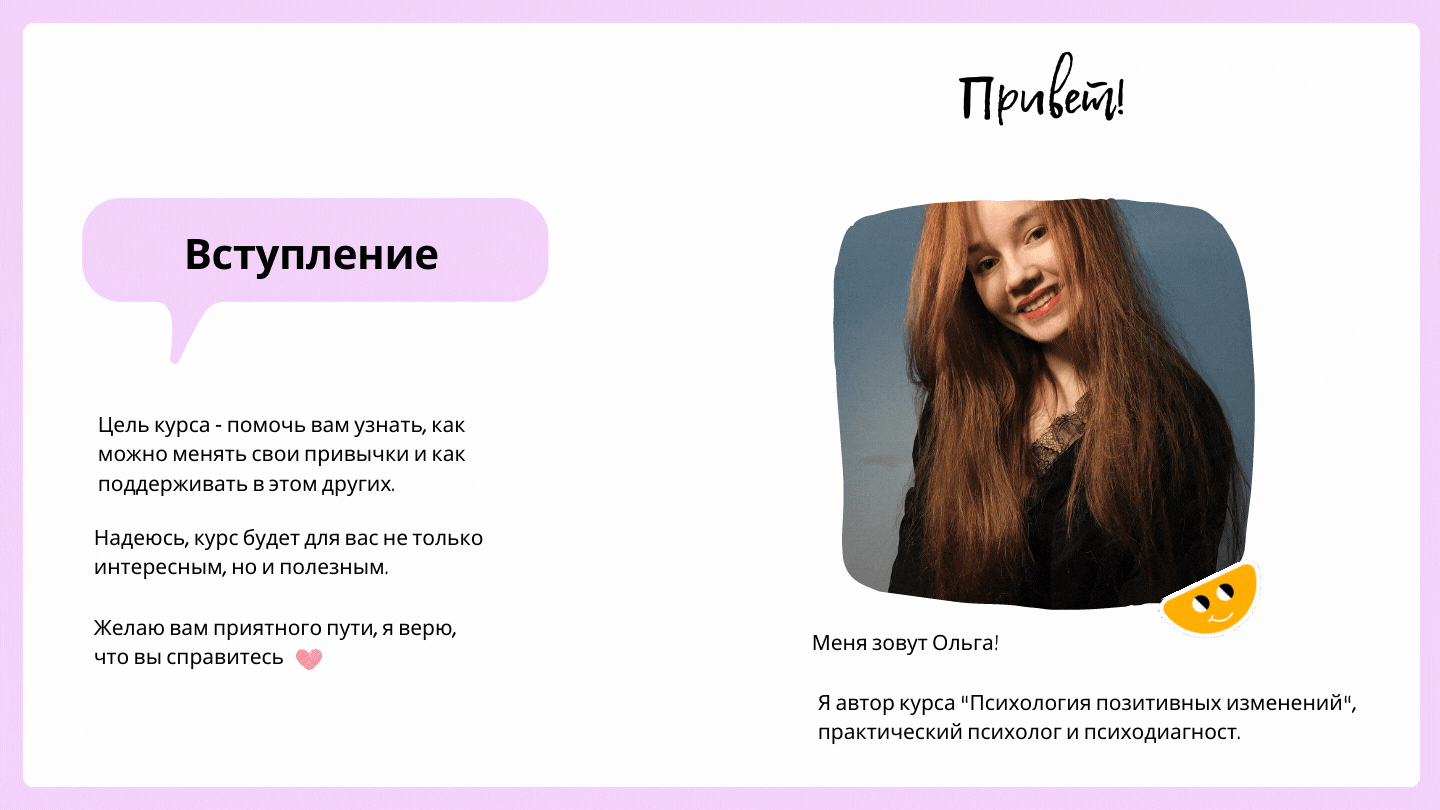 Привет!
Вступление
Цель курса - помочь вам узнать, как
можно менять свои привычки и как
поддерживать в этом других.
Надеюсь, курс будет для вас не только
интересным, но и полезным.
Желаю вам приятного пути, я верю,
что вы справитесь
Меня зовут Ольга!
Я автор курса "Психология позитивных изменений",
практический психолог и психодиагност.